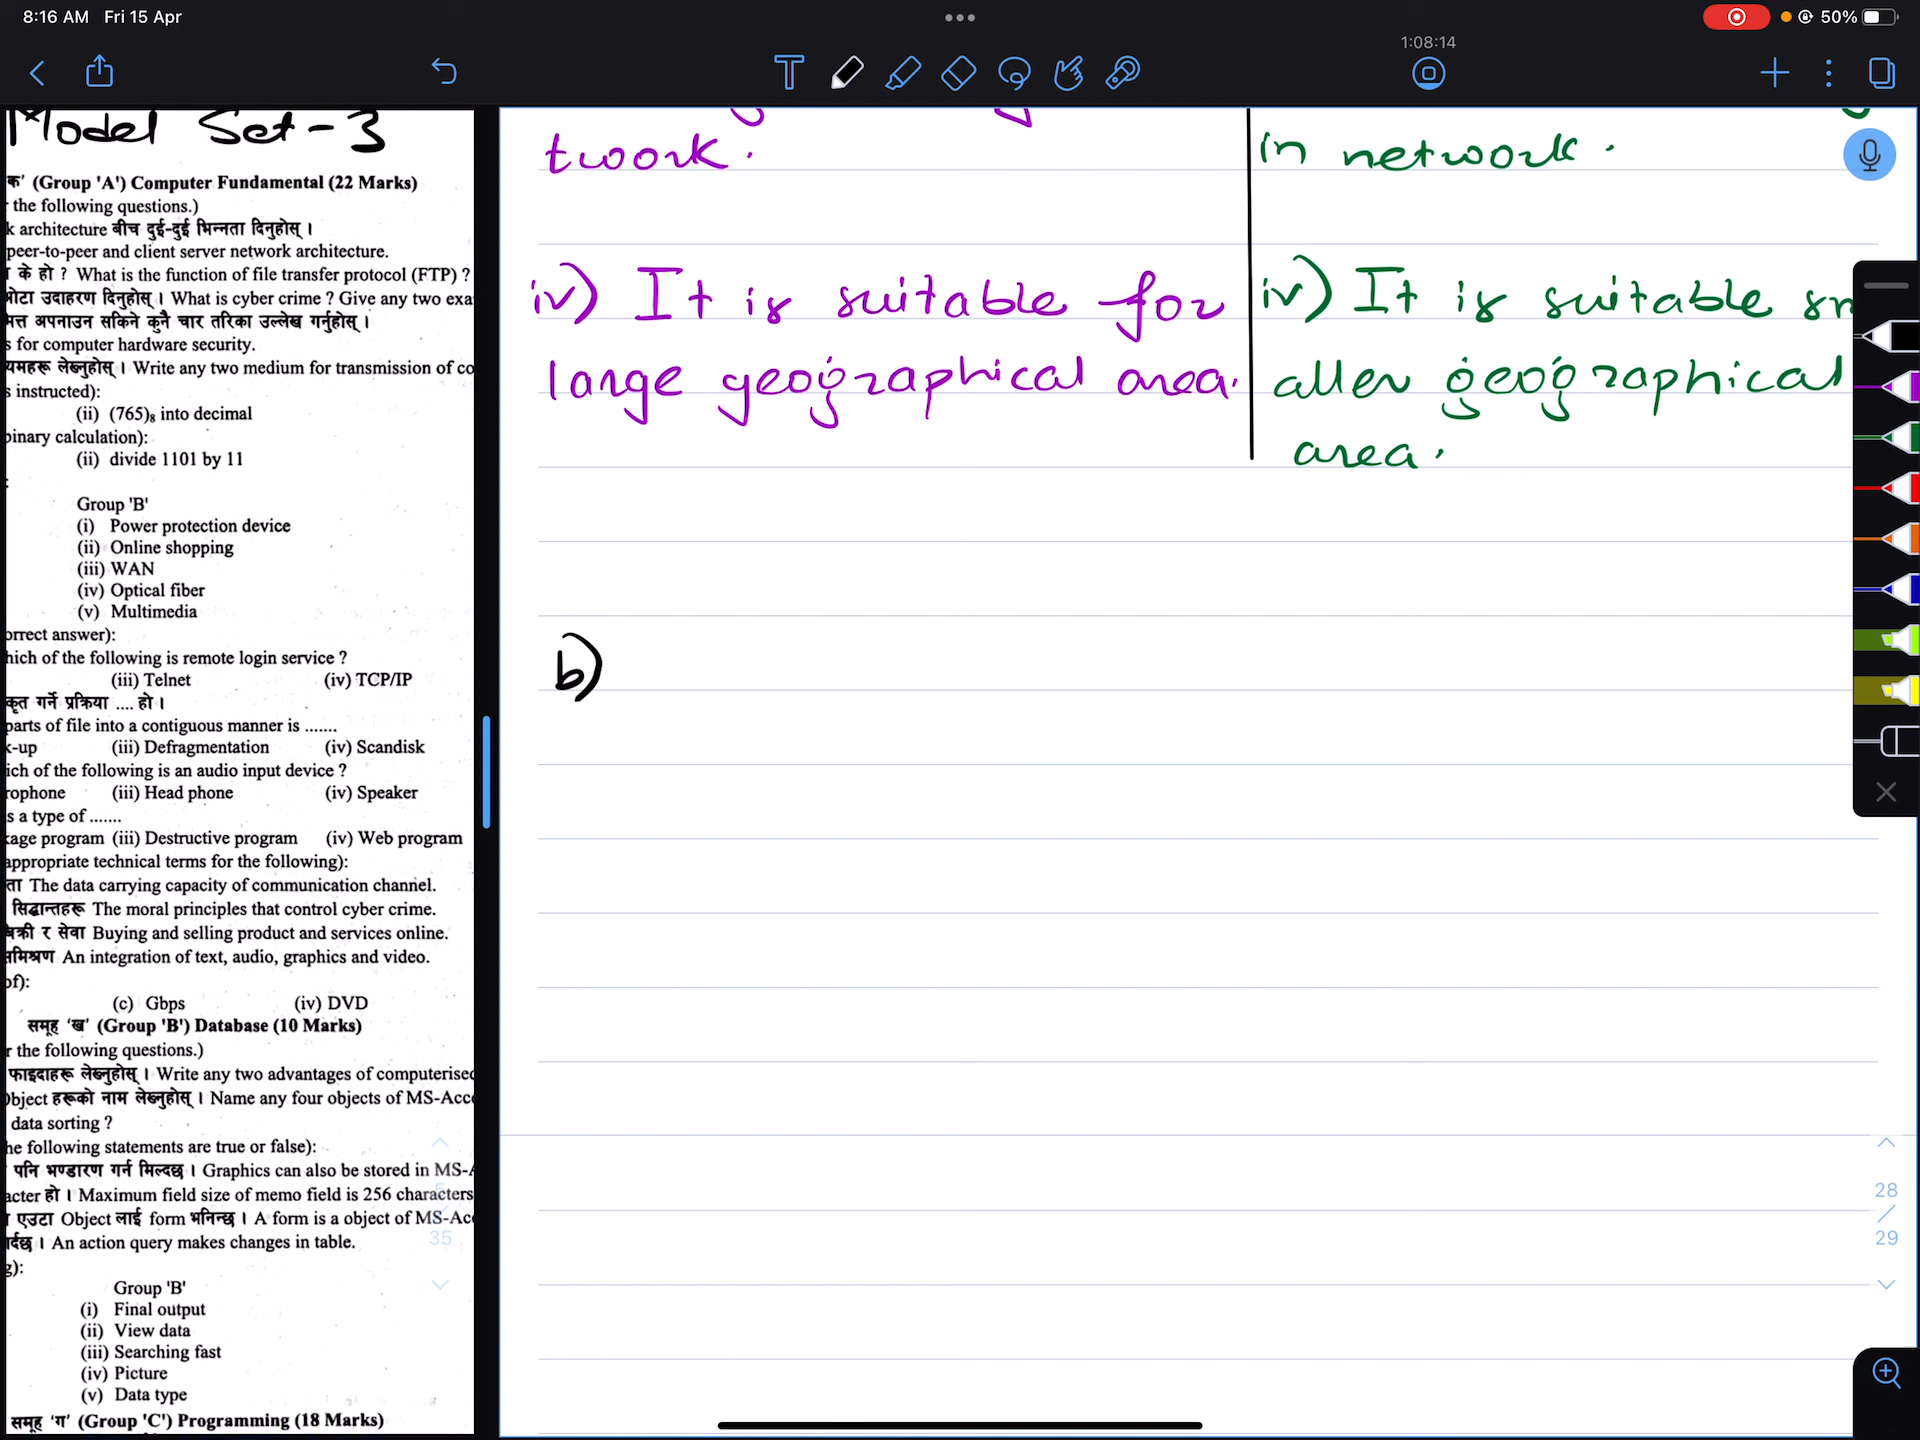 8:16 AM Fri 15 Apr
50%
1:08:14
Model Set-3
क' (Group 'A') Computer Fundamental (22 Marks)
the following questions.)
k architecture बीच दुई-दुई भिन्नता दिनुहोस् ।
peer-to-peer and client server network architecture.
के हो ? What is the function of file transfer protocol (FTP) ?
उदाहरण दिनुहोस् । What is cyber crime ? Give any two exa
अपनाउन सकिने कुनै चार तरिका उल्लेख गर्नुहोस् ।
s for computer hardware security.
यमहरू लेख्नुहोस् । Write any two medium for transmission of co
s instructed):
(ii) (765)₈ into decimal
binary calculation):
(ii) divide 1101 by 11
:
Group 'B'
(i) Power protection device
(ii) Online shopping
(iii) WAN
(iv) Optical fiber
(v) Multimedia
orrect answer):
hich of the following is remote login service ?
(iii) Telnet (iv) TCP/IP
कृत गर्ने प्रक्रिया .... हो ।
parts of file into a contiguous manner is .......
k-up (iii) Defragmentation (iv) Scandisk
ich of the following is an audio input device ?
rophone (iii) Head phone (iv) Speaker
s a type of .......
kage program (iii) Destructive program (iv) Web program
appropriate technical terms for the following):
ता The data carrying capacity of communication channel.
सिद्धान्तहरू The moral principles that control cyber crime.
र सेवा Buying and selling product and services online.
An integration of text, audio, graphics and video.
of):
(c) Gbps (iv) DVD
समूह 'ख' (Group 'B') Database (10 Marks)
r the following questions.)
फाइदाहरू लेख्नुहोस् । Write any two advantages of computerised
Object हरूको नाम लेख्नुहोस् । Name any four objects of MS-Acc
data sorting ?
he following statements are true or false):
पनि भण्डारण गर्न मिल्दछ । Graphics can also be stored in MS-A
acter हो । Maximum field size of memo field is 256 characters
एउटा Object लाई form भनिन्छ । A form is a object of MS-Acc
An action query makes changes in table.
g):
Group 'B'
(i) Final output
(ii) View data
(iii) Searching fast
(iv) Picture
(v) Data type
समूह 'ग' (Group 'C') Programming (18 Marks)
5
35
twork.
iv) It is suitable for
large geographical area.
in network.
iv) It is suitable sm
aller geographical
area.
b)
28
29